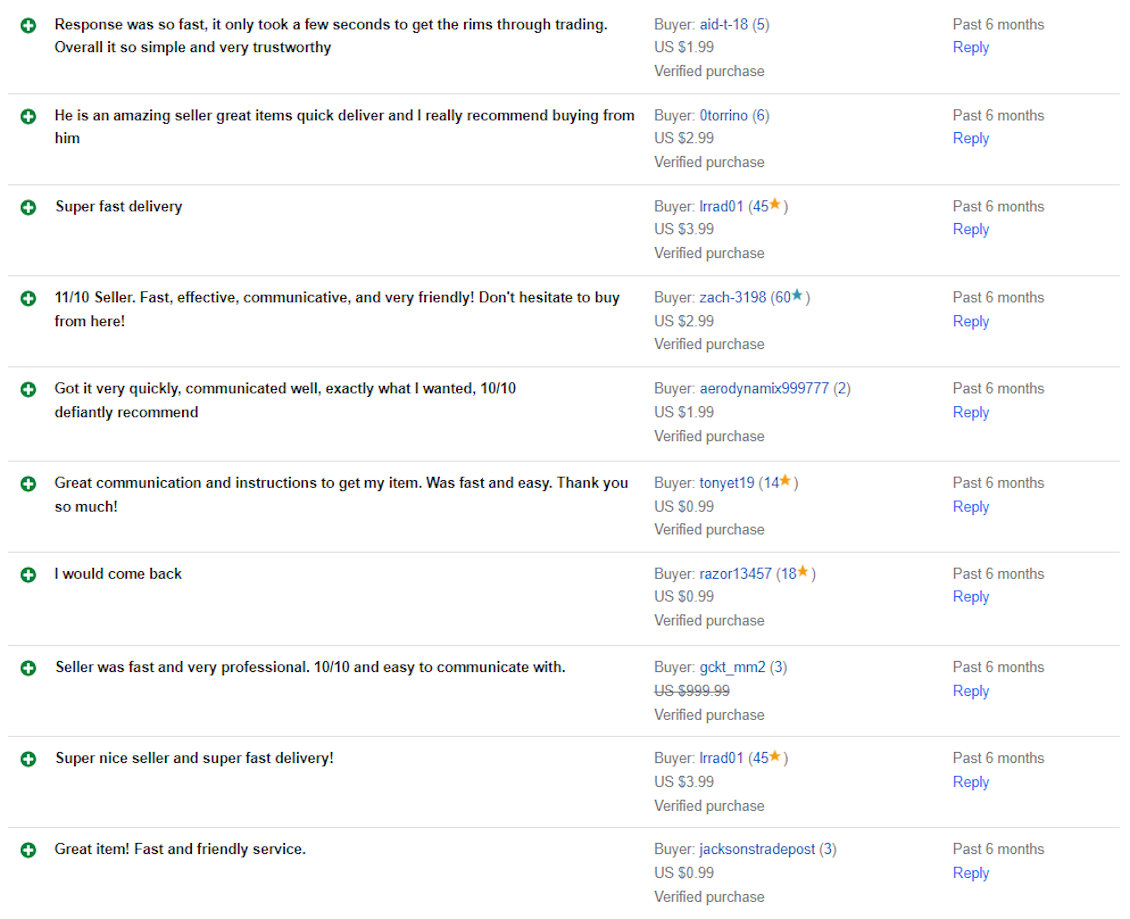 Response was so fast, it only took a few seconds to get the rims through trading.
Overall it so simple and very trustworthy
Buyer: aid-t-18 (5)
US $1.99
Verified purchase
Past 6 months
Reply
He is an amazing seller great items quick deliver and I really recommend buying from
him
Buyer: 0torrino (6)
US $2.99
Verified purchase
Past 6 months
Reply
Super fast delivery
Buyer: lrrad01 (45★)
US $3.99
Verified purchase
Past 6 months
Reply
11/10 Seller. Fast, effective, communicative, and very friendly! Don't hesitate to buy
from here!
Buyer: zach-3198 (60★)
US $2.99
Verified purchase
Past 6 months
Reply
Got it very quickly, communicated well, exactly what I wanted, 10/10
defiantly recommend
Buyer: aerodynamix999777 (2)
US $1.99
Verified purchase
Past 6 months
Reply
Great communication and instructions to get my item. Was fast and easy. Thank you
so much!
Buyer: tonyet19 (14★)
US $0.99
Verified purchase
Past 6 months
Reply
I would come back
Buyer: razor13457 (18★)
US $0.99
Verified purchase
Past 6 months
Reply
Seller was fast and very professional. 10/10 and easy to communicate with.
Buyer: gckt_mm2 (3)
US $999.99
Verified purchase
Past 6 months
Reply
Super nice seller and super fast delivery!
Buyer: lrrad01 (45★)
US $3.99
Verified purchase
Past 6 months
Reply
Great item! Fast and friendly service.
Buyer: jacksonstradepost (3)
US $0.99
Verified purchase
Past 6 months
Reply